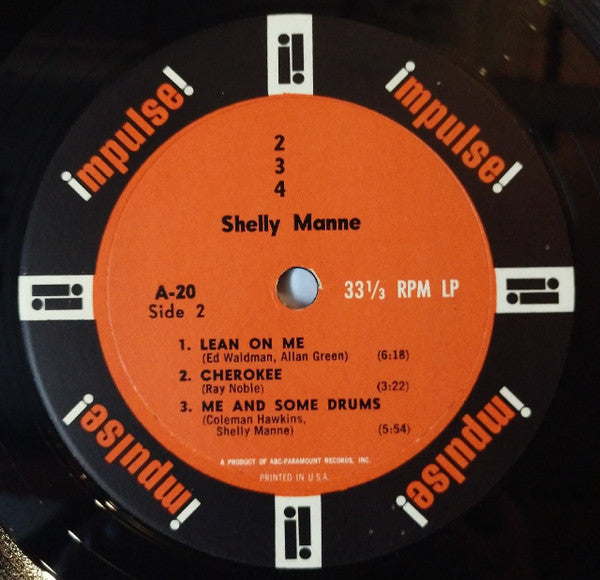 impulse!
impulse!
2
3
4
Shelly Manne
A-20
Side 2
33⅓ RPM LP
1. LEAN ON ME
(Ed Waldman, Allan Green) (6:18)
2. CHEROKEE
(Ray Noble) (3:22)
3. ME AND SOME DRUMS
(Coleman Hawkins,
Shelly Manne) (5:54)
A PRODUCT OF ABC-PARAMOUNT RECORDS, INC.
PRINTED IN U.S.A.
impulse!
impulse!